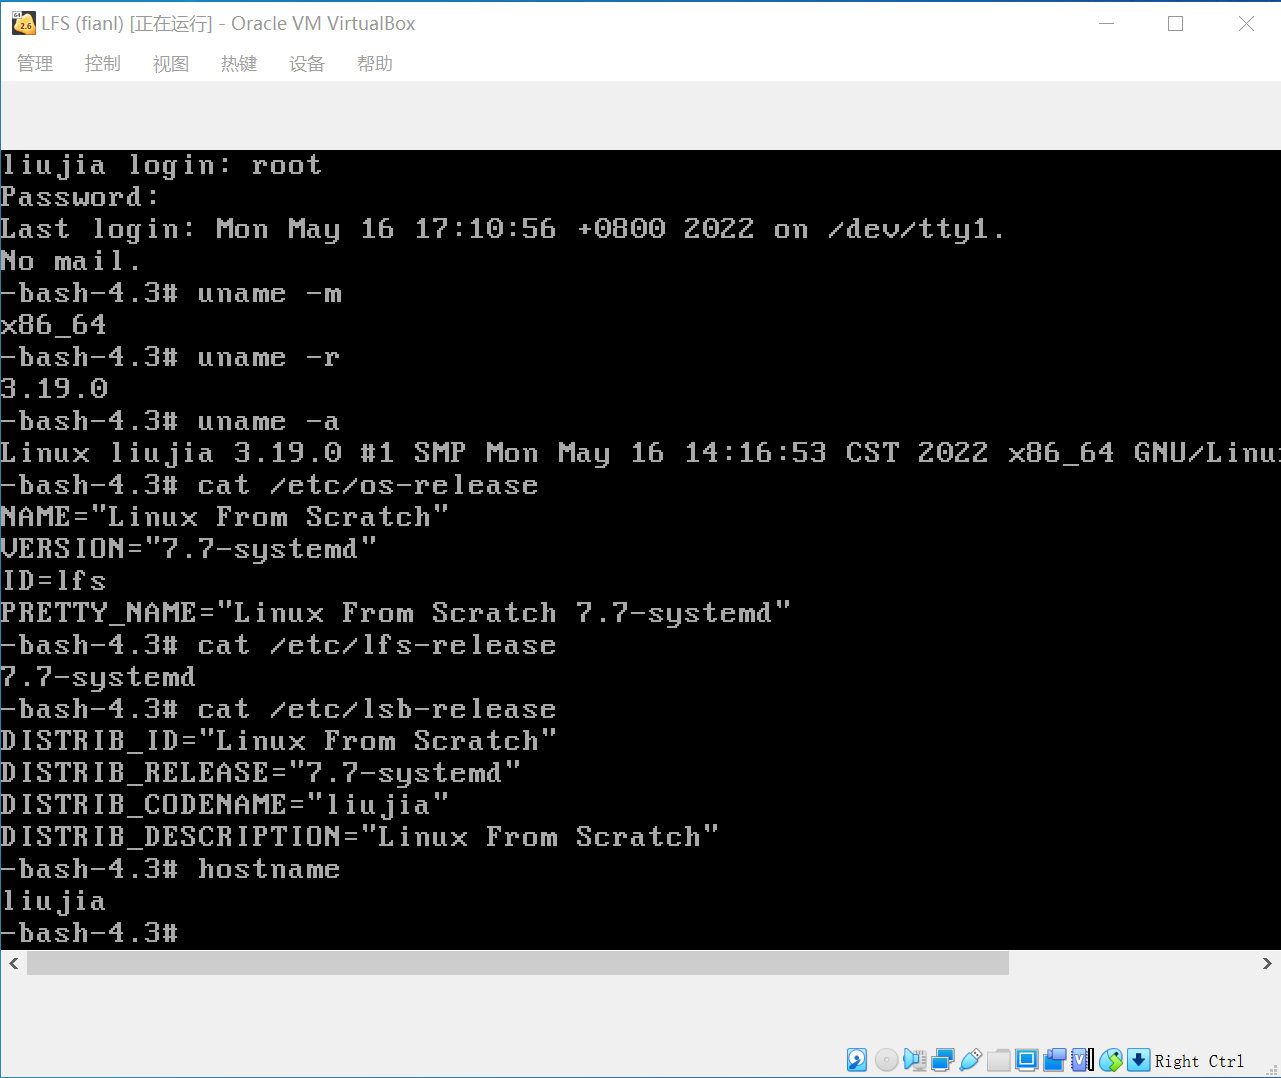 LFS (fianl) [正在运行] - Oracle VM VirtualBox
管理 控制 视图 热键 设备 帮助
liujia login: root
Password:
Last login: Mon May 16 17:10:56 +0800 2022 on /dev/tty1.
No mail.
-bash-4.3# uname -m
x86_64
-bash-4.3# uname -r
3.19.0
-bash-4.3# uname -a
Linux liujia 3.19.0 #1 SMP Mon May 16 14:16:53 CST 2022 x86_64 GNU/Linu
-bash-4.3# cat /etc/os-release
NAME="Linux From Scratch"
VERSION="7.7-systemd"
ID=lfs
PRETTY_NAME="Linux From Scratch 7.7-systemd"
-bash-4.3# cat /etc/lfs-release
7.7-systemd
-bash-4.3# cat /etc/lsb-release
DISTRIB_ID="Linux From Scratch"
DISTRIB_RELEASE="7.7-systemd"
DISTRIB_CODENAME="liujia"
DISTRIB_DESCRIPTION="Linux From Scratch"
-bash-4.3# hostname
liujia
-bash-4.3#
Right Ctrl